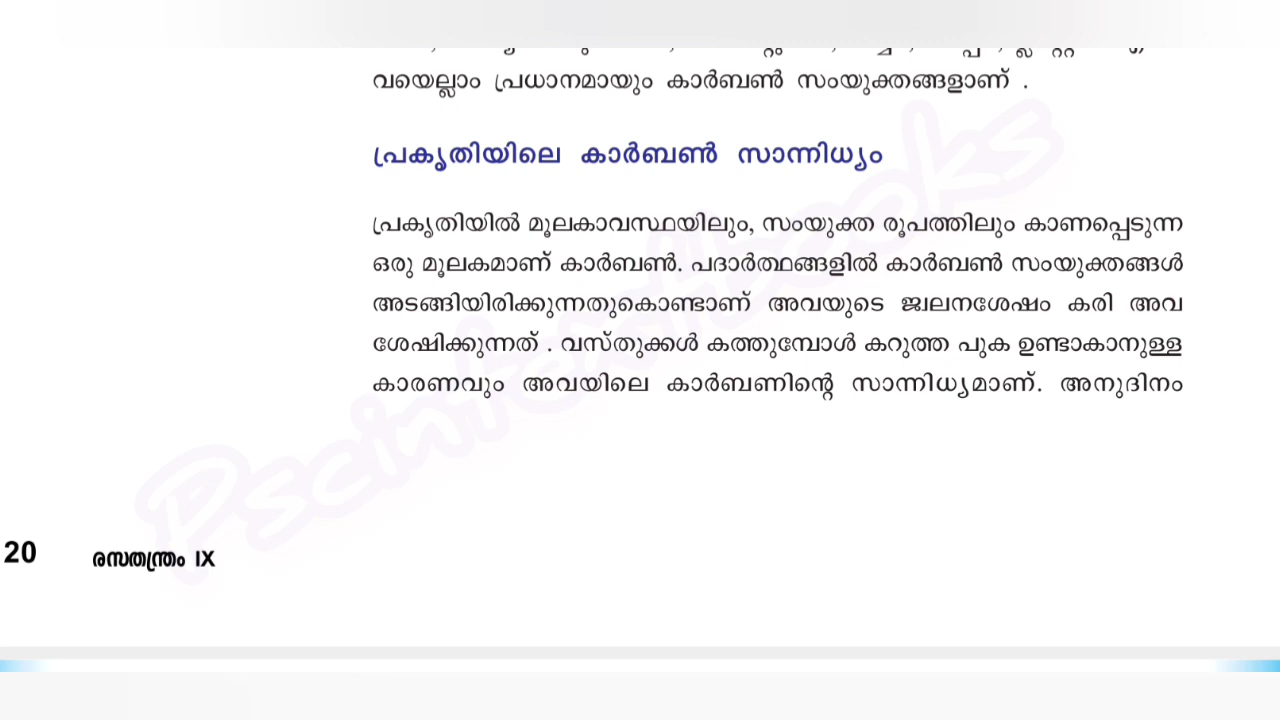 വയെല്ലാം പ്രധാനമായും കാർബൺ സംയുക്തങ്ങളാണ് .
പ്രകൃതിയിലെ കാർബൺ സാന്നിധ്യം
പ്രകൃതിയിൽ മൂലകാവസ്ഥയിലും, സംയുക്ത രൂപത്തിലും കാണപ്പെടുന്ന
ഒരു മൂലകമാണ് കാർബൺ. പദാർത്ഥങ്ങളിൽ കാർബൺ സംയുക്തങ്ങൾ
അടങ്ങിയിരിക്കുന്നതുകൊണ്ടാണ് അവയുടെ ജ്വലനശേഷം കരി അവ
ശേഷിക്കുന്നത് . വസ്തുക്കൾ കത്തുമ്പോൾ കറുത്ത പുക ഉണ്ടാകാനുള്ള
കാരണവും അവയിലെ കാർബണിന്റെ സാന്നിധ്യമാണ്. അനുദിനം
Pscintextbooks
20 രസതന്ത്രം IX